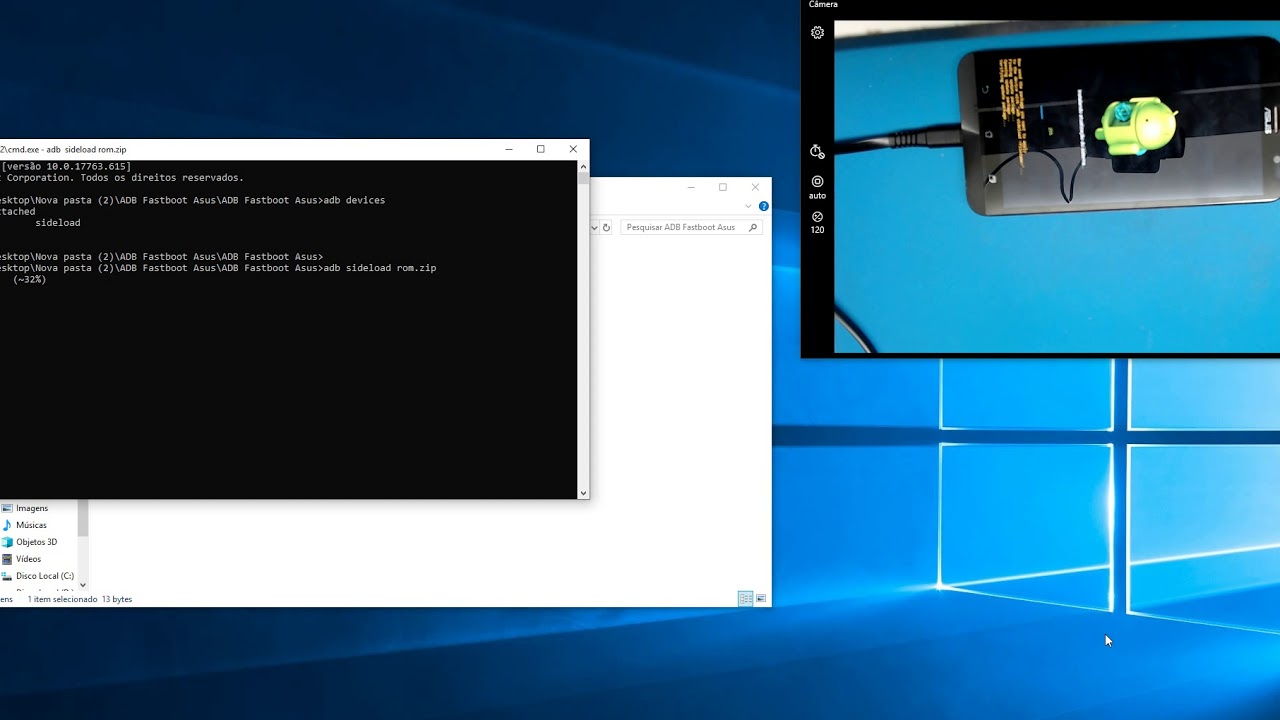 Câmera
2\cmd.exe - adb  sideload rom.zip
[versão 10.0.17763.615]
t Corporation. Todos os direitos reservados.
esktop\Nova pasta (2)\ADB Fastboot Asus\ADB Fastboot Asus>adb devices
ttached
sideload
esktop\Nova pasta (2)\ADB Fastboot Asus\ADB Fastboot Asus>
esktop\Nova pasta (2)\ADB Fastboot Asus\ADB Fastboot Asus>adb sideload rom.zip
(~32%)
Pesquisar ADB Fastboot Asus
auto
120
ASUS
Imagens
Músicas
Objetos 3D
Vídeos
Disco Local (C:)
ens 1 item selecionado 13 bytes